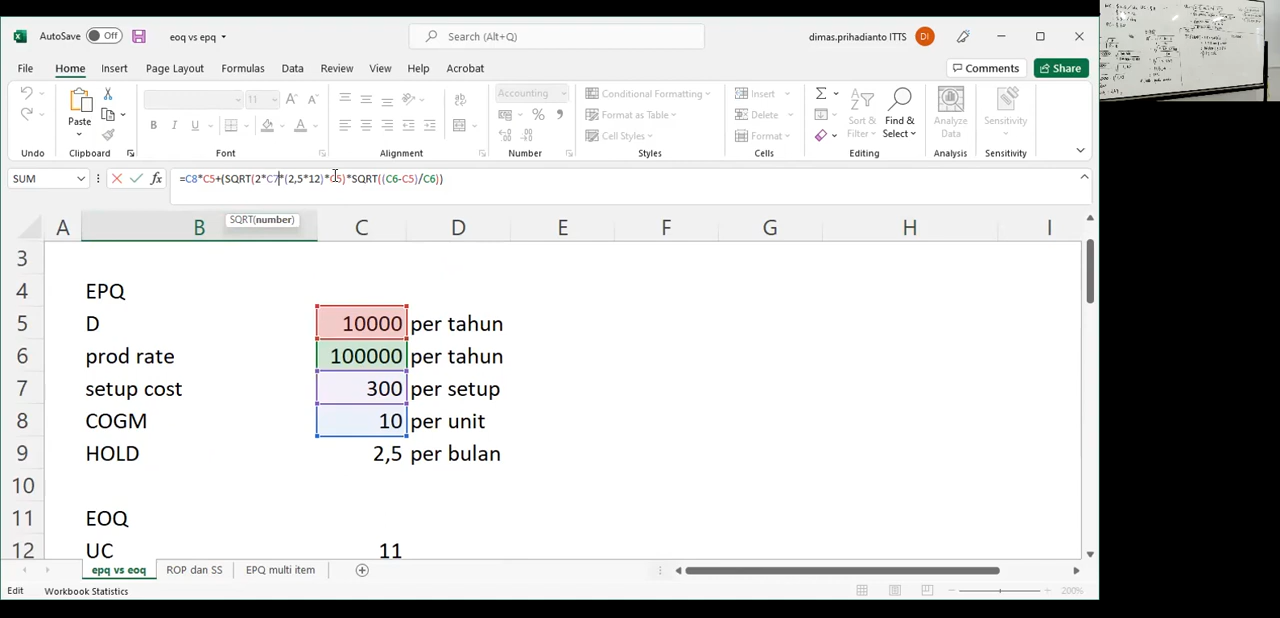 AutoSave Off eoq vs epq Search (Alt+Q) dimas.prihadianto ITTS DI
File Home Insert Page Layout Formulas Data Review View Help Acrobat Comments Share
Paste 11 A A B I U Accounting % Conditional Formatting Format as Table Cell Styles Insert Delete Format Sort & Filter Find & Select Analyze Data Sensitivity
Undo Clipboard Font Alignment Number Styles Cells Editing Analysis Sensitivity
SUM fx =C8*C5+(SQRT(2*C7*(2,5*12)*C5)*SQRT((C6-C5)/C6))
SQRT(number)
A B C D E F G H I
3
4 EPQ
5 D 10000 per tahun
6 prod rate 100000 per tahun
7 setup cost 300 per setup
8 COGM 10 per unit
9 HOLD 2,5 per bulan
10
11 EOQ
12 UC 11
epq vs eoq ROP dan SS EPQ multi item
Edit Workbook Statistics 200%